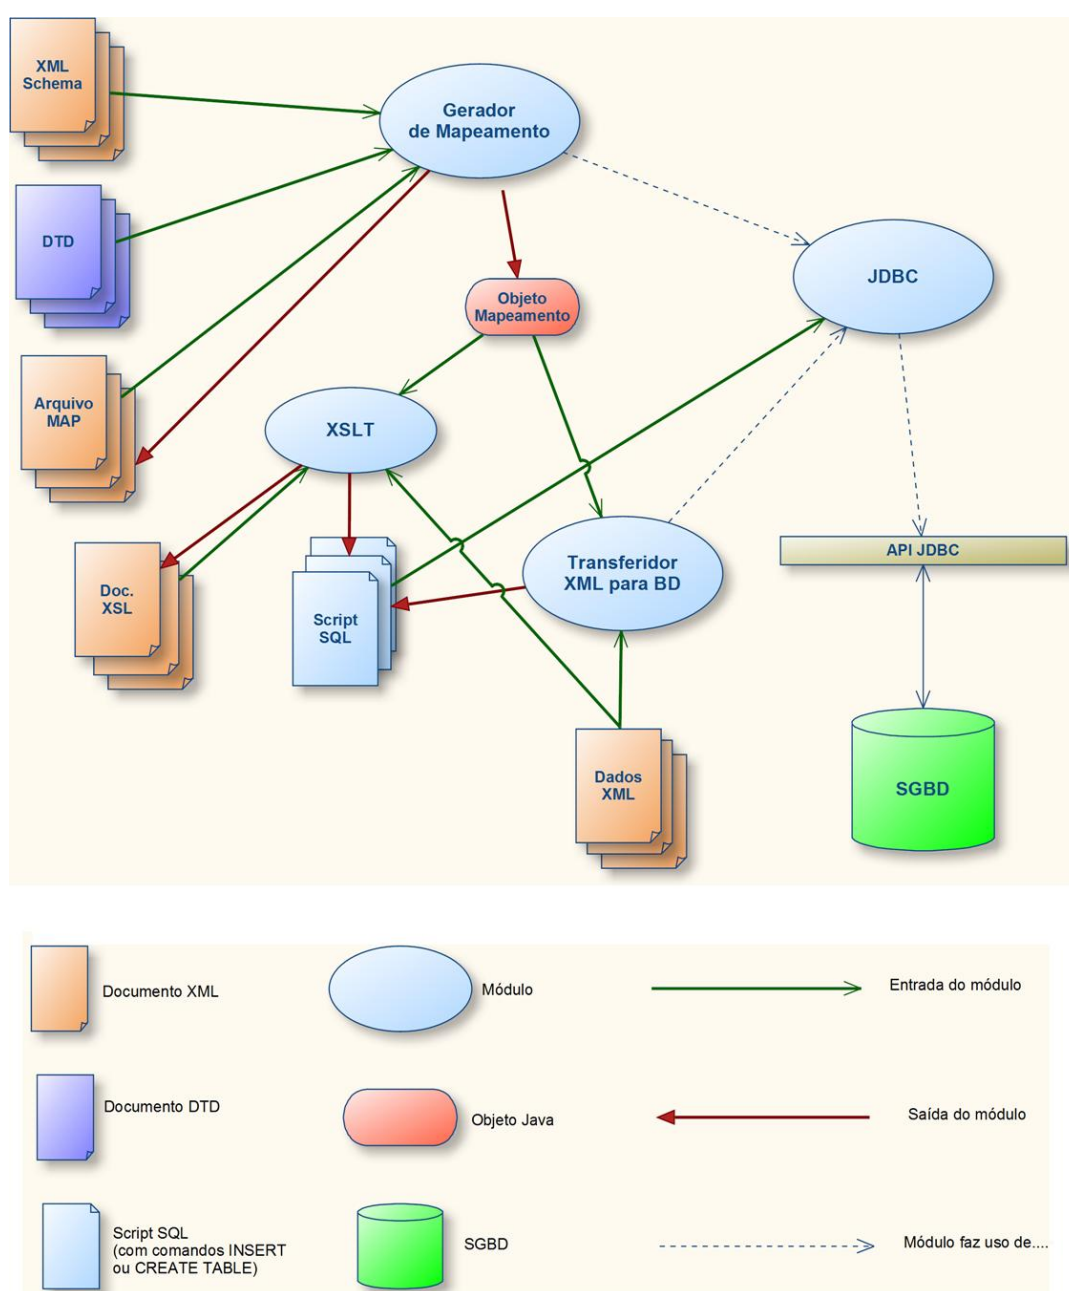 XML
Schema
Gerador
de Mapeamento
DTD
JDBC
Objeto
Mapeamento
Arquivo
MAP
XSLT
API JDBC
Transferidor
XML para BD
Doc.
XSL
Script
SQL
Dados
XML
SGBD
Documento XML
Módulo
Entrada do módulo
Documento DTD
Objeto Java
Saída do módulo
Script SQL
(com comandos INSERT
ou CREATE TABLE)
SGBD
Módulo faz uso de....